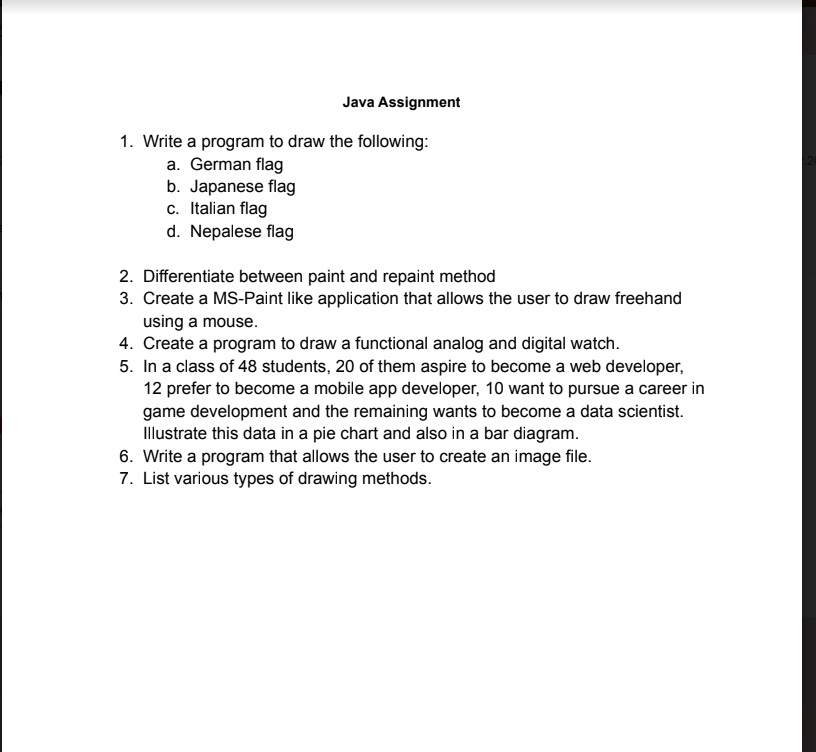 Java Assignment
1. Write a program to draw the following:
a. German flag
b. Japanese flag
c. Italian flag
d. Nepalese flag
2. Differentiate between paint and repaint method
3. Create a MS-Paint like application that allows the user to draw freehand
using a mouse.
4. Create a program to draw a functional analog and digital watch.
5. In a class of 48 students, 20 of them aspire to become a web developer,
12 prefer to become a mobile app developer, 10 want to pursue a career in
game development and the remaining wants to become a data scientist.
Illustrate this data in a pie chart and also in a bar diagram.
6. Write a program that allows the user to create an image file.
7. List various types of drawing methods.